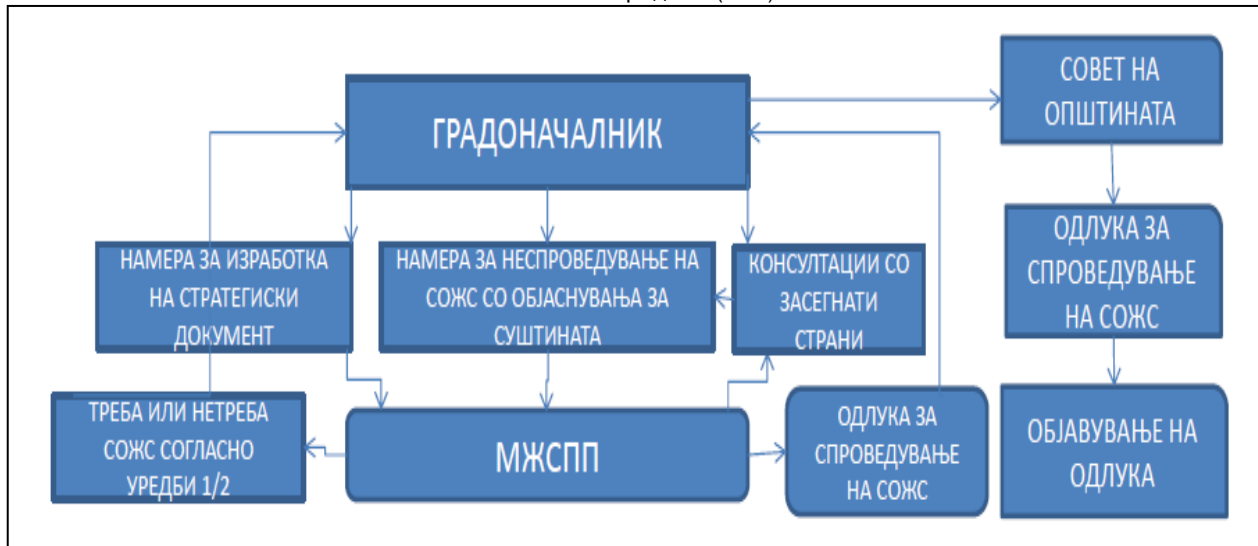 ГРАДОНАЧАЛНИК
СОВЕТ НА
ОПШТИНАТА
НАМЕРА ЗА ИЗРАБОТКА
НА СТРАТЕГИСКИ
ДОКУМЕНТ
НАМЕРА ЗА НЕСПРОВЕДУВАЊЕ НА
СОЖС СО ОБЈАСНУВАЊА ЗА
СУШТИНАТА
КОНСУЛТАЦИИ СО
ЗАСЕГНАТИ
СТРАНИ
ОДЛУКА ЗА
СПРОВЕДУВАЊЕ
НА СОЖС
ТРЕБА ИЛИ НЕТРЕБА
СОЖС СОГЛАСНО
УРЕДБИ 1/2
МЖСПП
ОДЛУКА ЗА
СПРОВЕДУВАЊЕ
НА СОЖС
ОБЈАВУВАЊЕ НА
ОДЛУКА